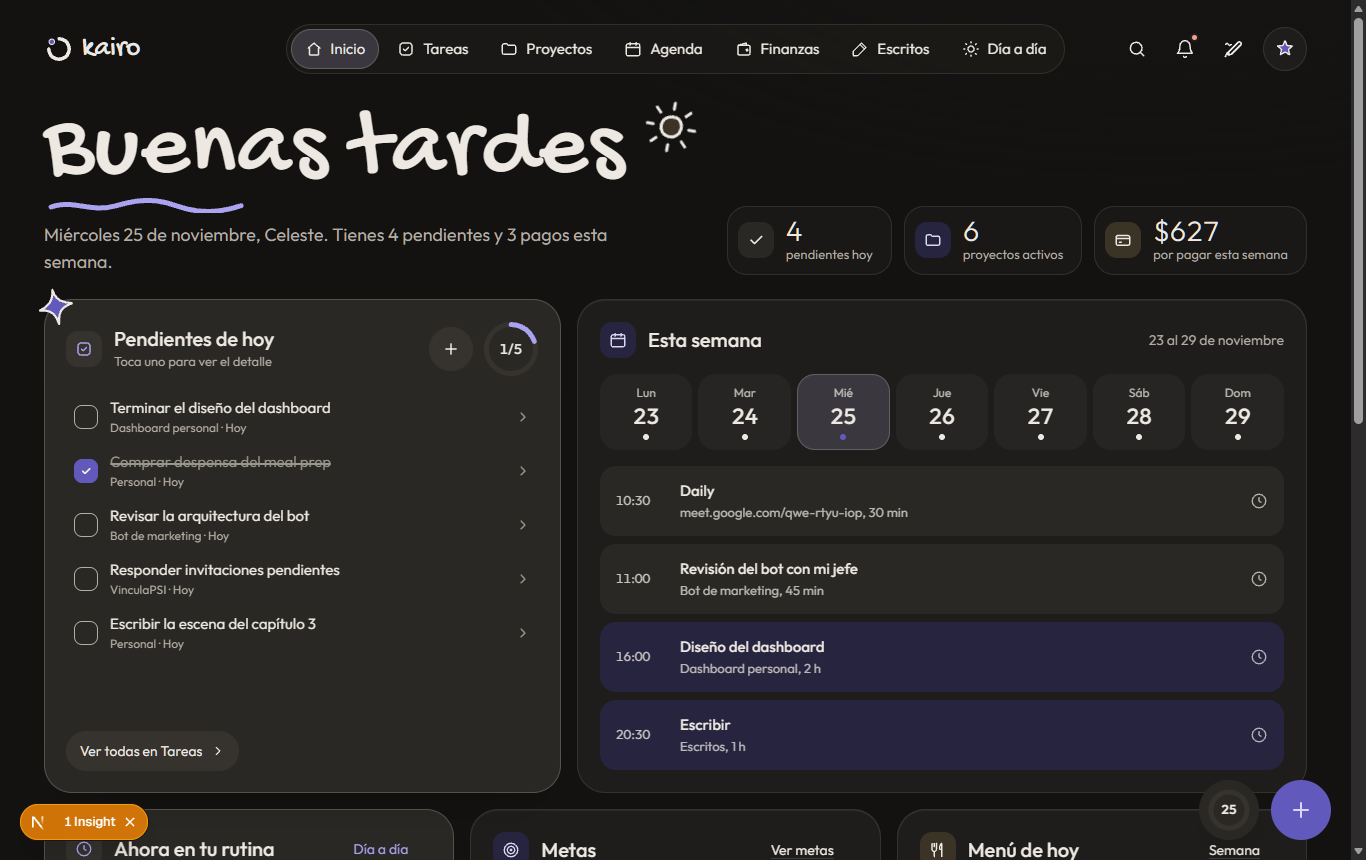 kairo
Inicio
Tareas
Proyectos
Agenda
Finanzas
Escritos
Día a día
Buenas tardes
Miércoles 25 de noviembre, Celeste. Tienes 4 pendientes y 3 pagos esta
semana.
4
pendientes hoy
6
proyectos activos
$627
por pagar esta semana
Pendientes de hoy
Toca uno para ver el detalle
1/5
Terminar el diseño del dashboard
Dashboard personal · Hoy
Comprar despensa del meal prep
Personal · Hoy
Revisar la arquitectura del bot
Bot de marketing · Hoy
Responder invitaciones pendientes
VinculaPSI · Hoy
Escribir la escena del capítulo 3
Personal · Hoy
Ver todas en Tareas
Esta semana
23 al 29 de noviembre
Lun
23
Mar
24
Mié
25
Jue
26
Vie
27
Sáb
28
Dom
29
10:30
Daily
meet.google.com/qwe-rtyu-iop, 30 min
11:00
Revisión del bot con mi jefe
Bot de marketing, 45 min
16:00
Diseño del dashboard
Dashboard personal, 2 h
20:30
Escribir
Escritos, 1 h
25
N
1 Insight
Ahora en tu rutina
Día a día
Metas
Ver metas
Menú de hoy
Semana